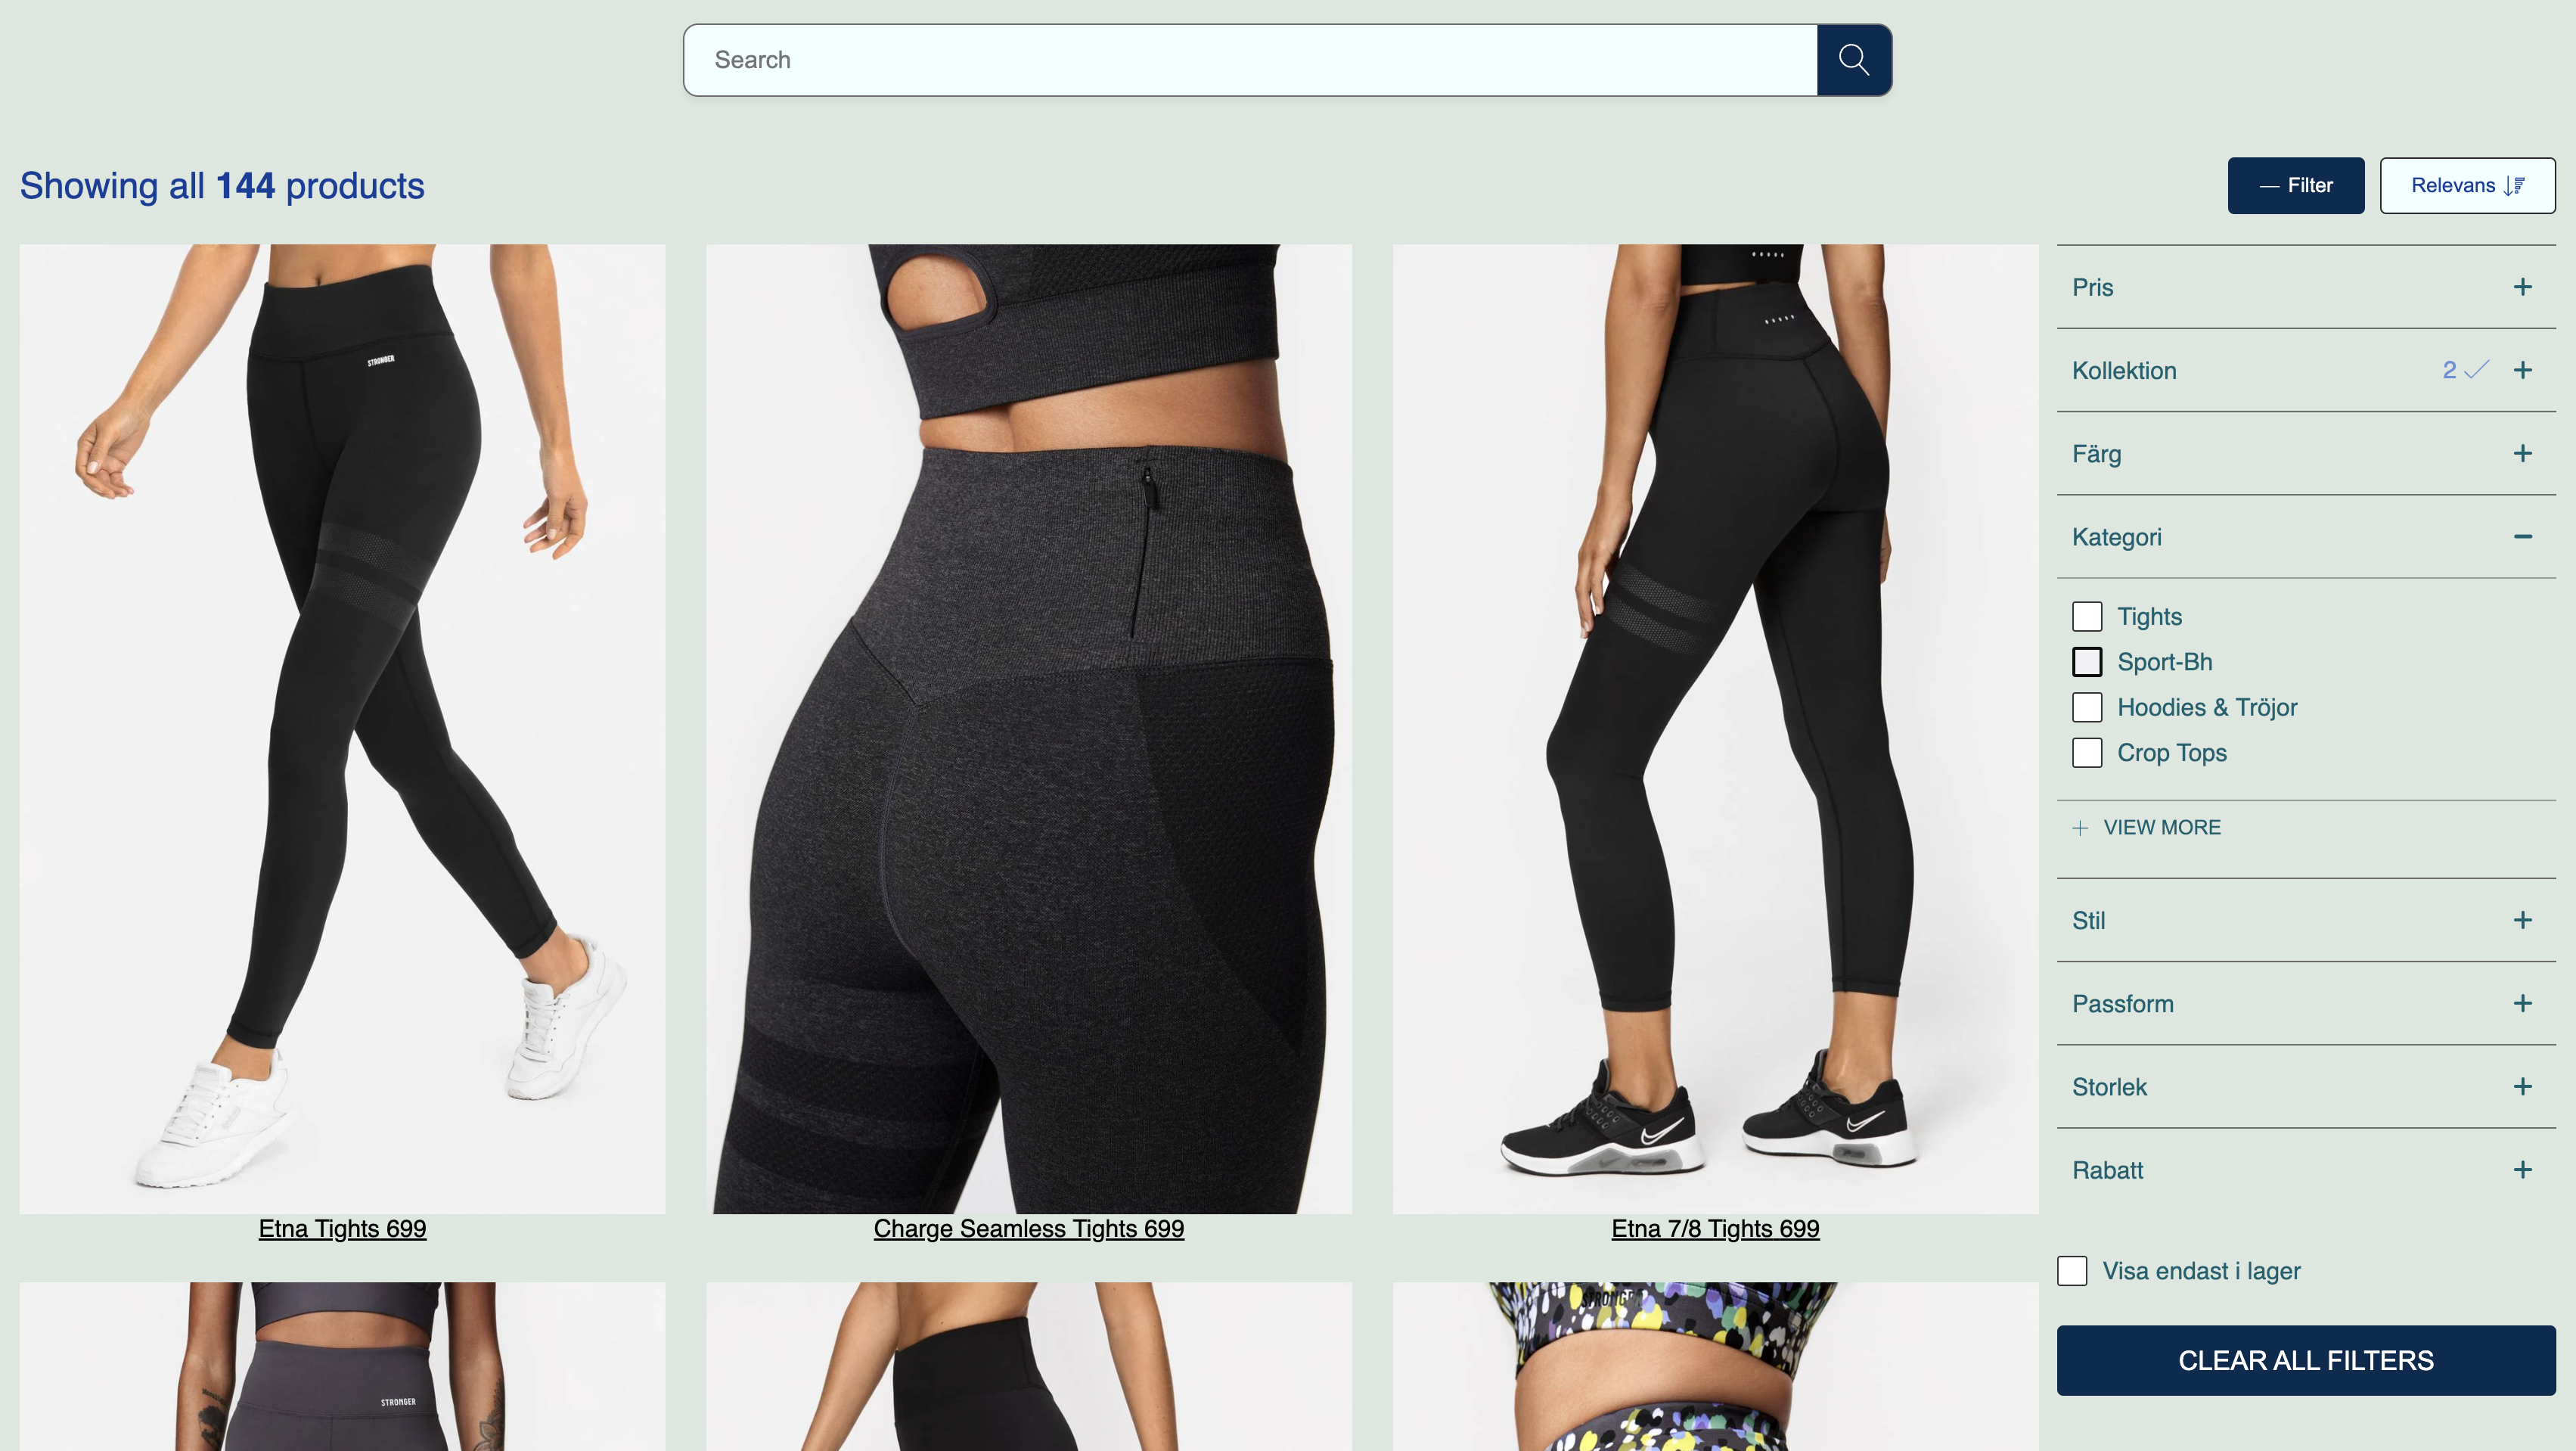 Search
Showing all 144 products
Filter
Relevans
STRONGER
Pris
Kollektion 2
Färg
Kategori
Tights
Sport-Bh
Hoodies & Tröjor
Crop Tops
VIEW MORE
Stil
Passform
Storlek
Rabatt
Etna Tights 699
Charge Seamless Tights 699
Etna 7/8 Tights 699
Visa endast i lager
CLEAR ALL FILTERS
STRONGER
STRONGER